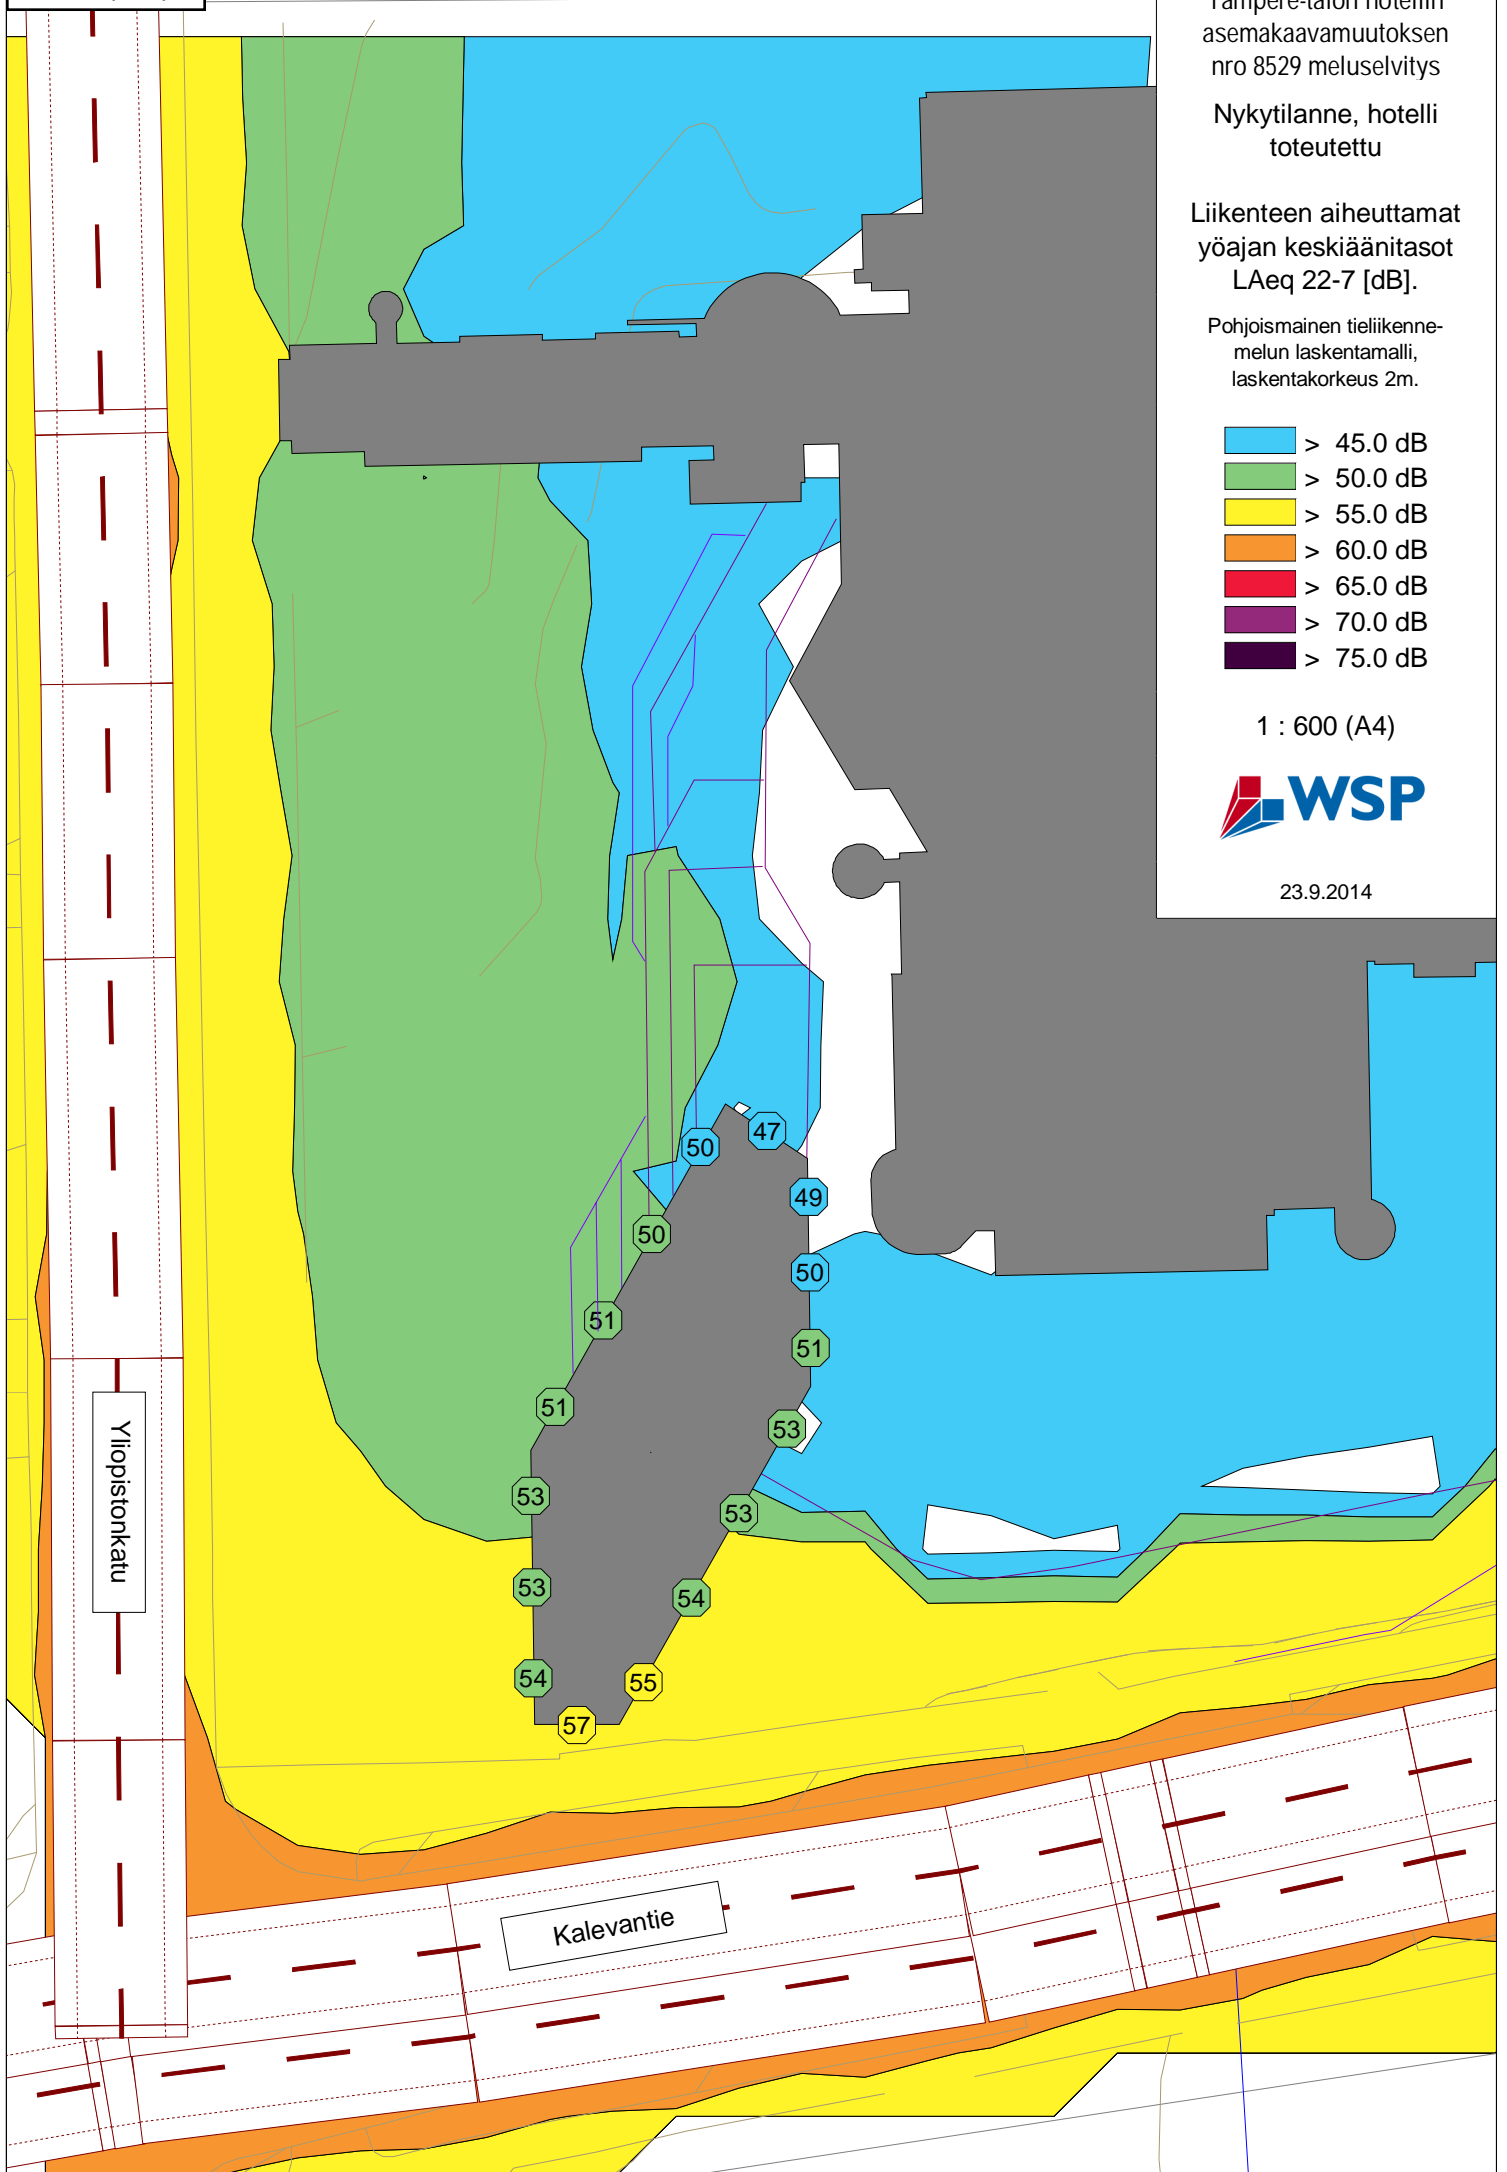 Tampere-talon hotellin
asemakaavamuutoksen
nro 8529 meluselvitys
Nykytilanne, hotelli
toteutettu
Liikenteen aiheuttamat
yöajan keskiäänitasot
LAeq 22-7 [dB].
Pohjoismainen tieliikenne-
melun laskentamalli,
laskentakorkeus 2m.
> 45.0 dB
> 50.0 dB
> 55.0 dB
> 60.0 dB
> 65.0 dB
> 70.0 dB
> 75.0 dB
1 : 600 (A4)
WSP
23.9.2014
47
50
49
50
50
51
51
51
53
53
53
53
54
54
55
57
Yliopistonkatu
Kalevantie